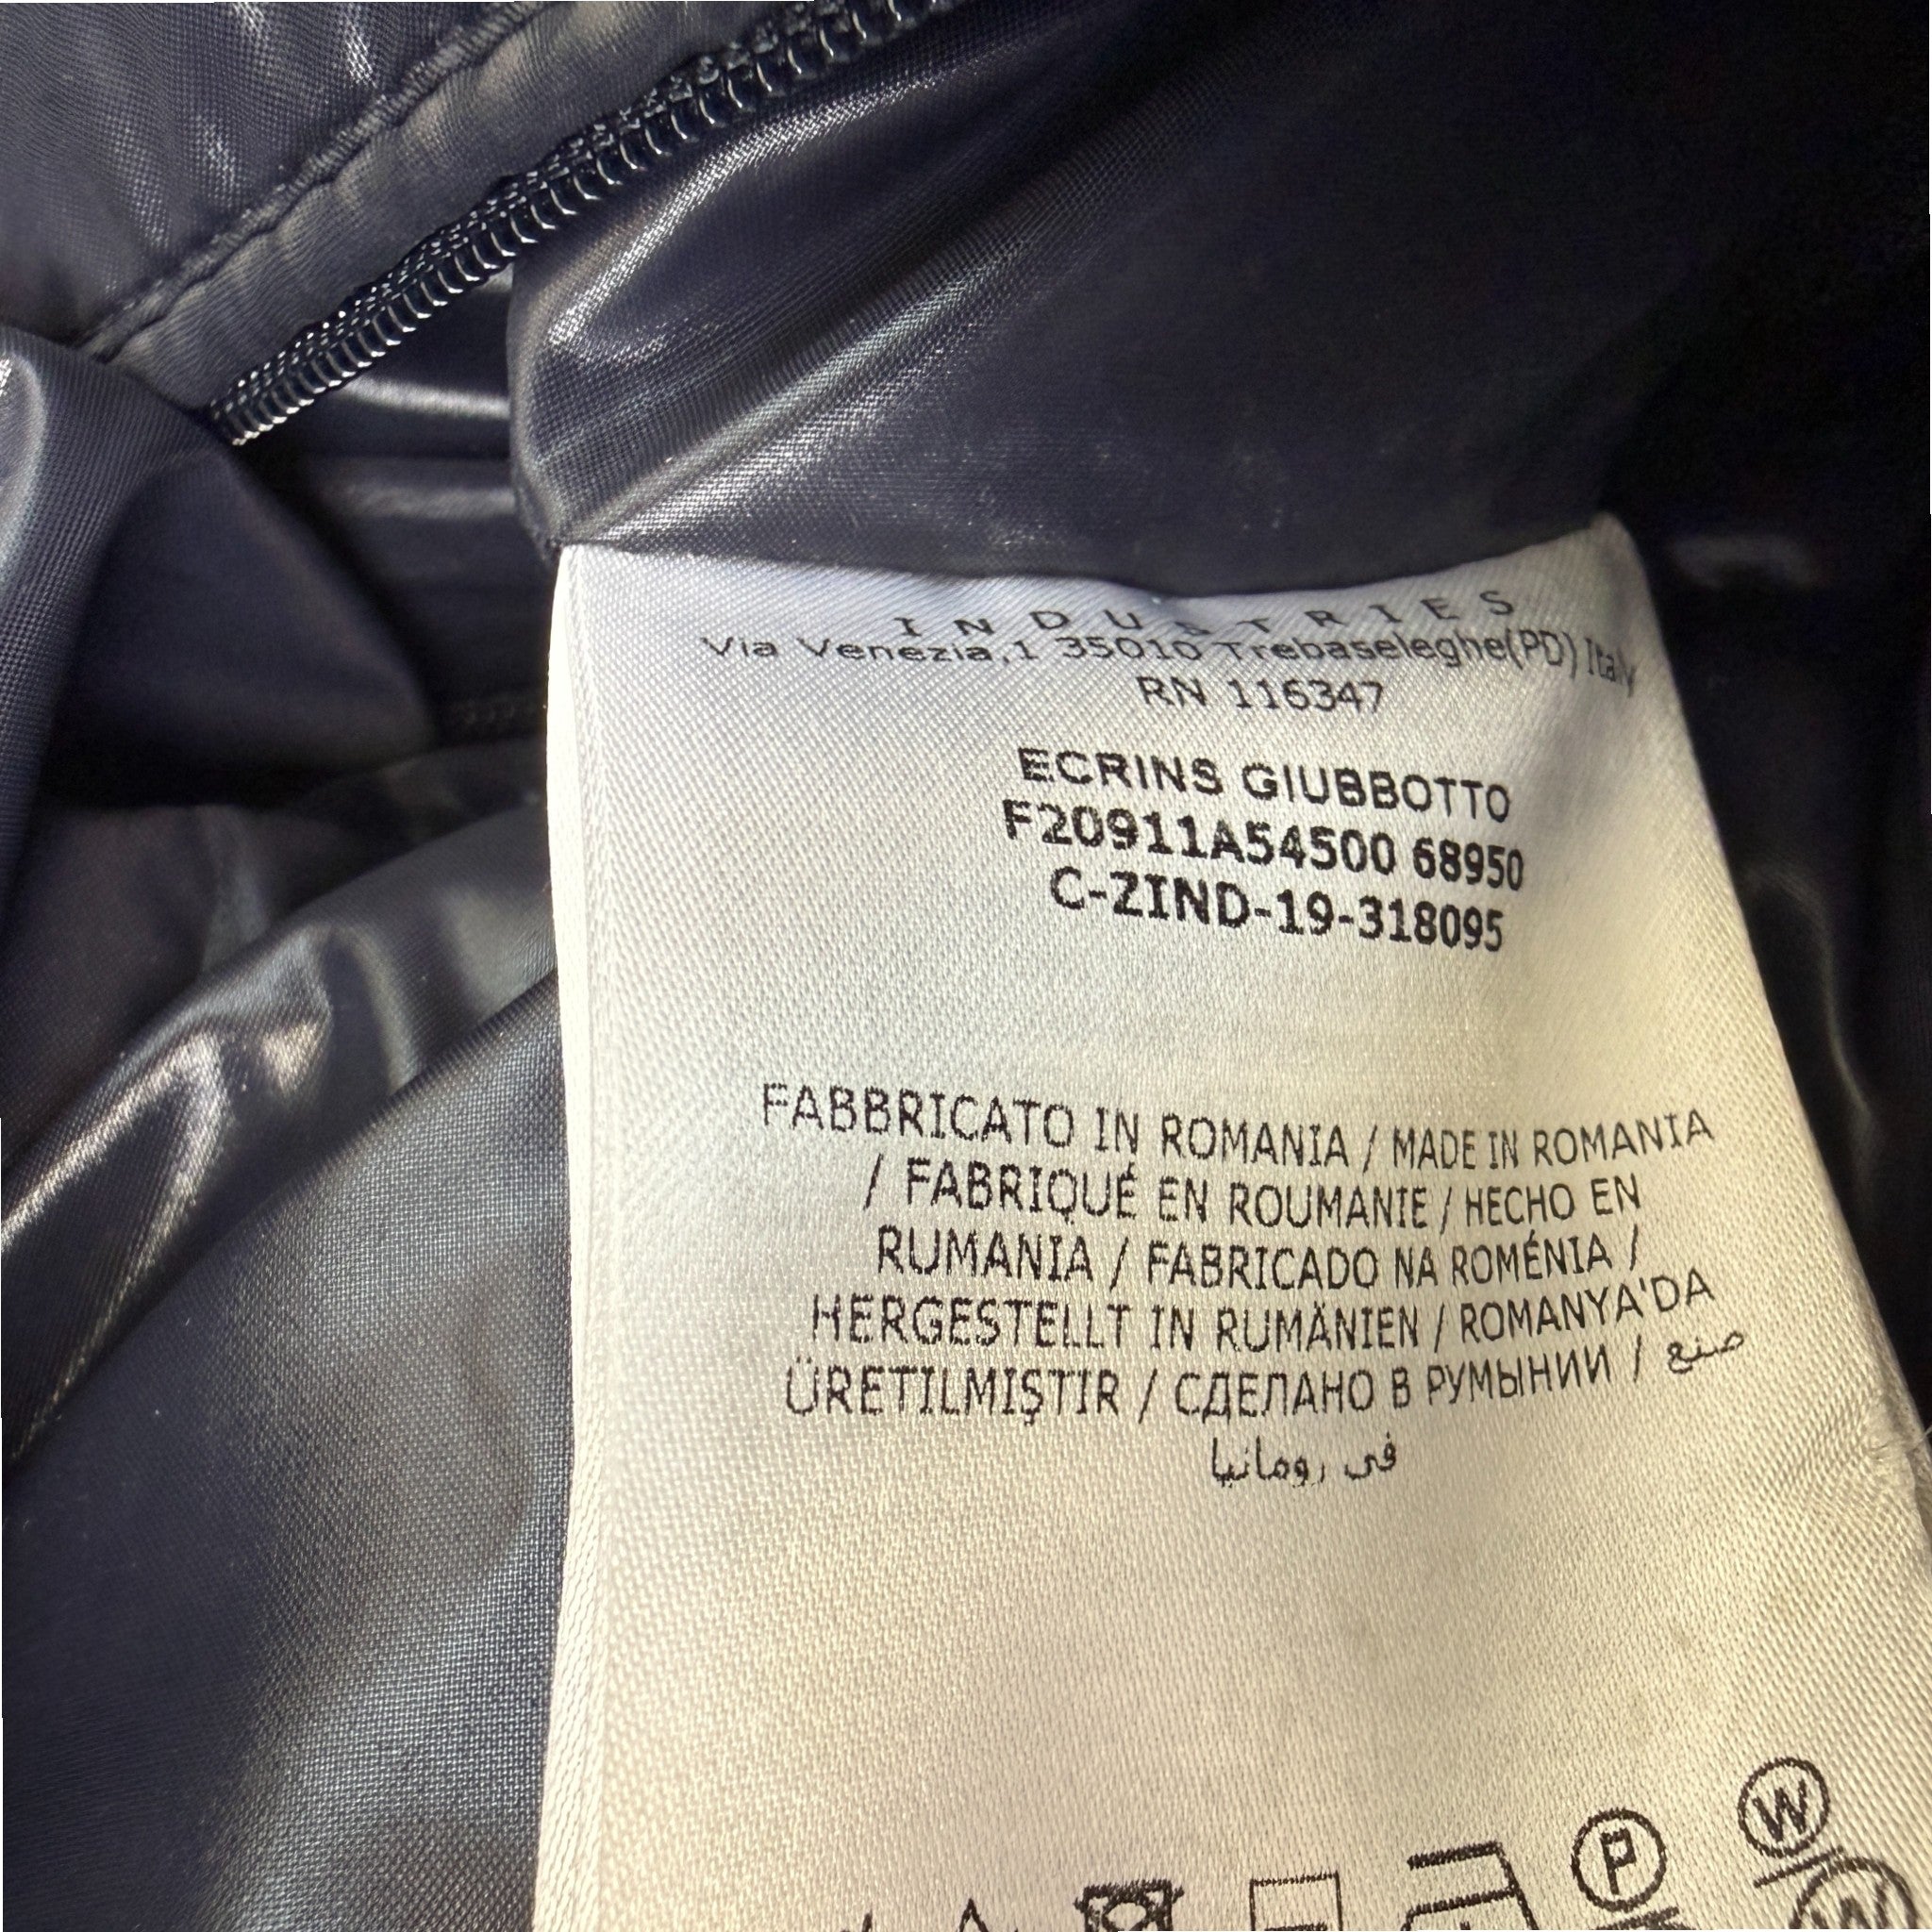 INDUSTRIES
Via Venezia,1 35010 Trebaseleghe(PD) Italy
RN 116347
ECRINS GIUBBOTTO
F20911A54500 68950
C-ZIND-19-318095
FABBRICATO IN ROMANIA / MADE IN ROMANIA
/ FABRIQUÉ EN ROUMANIE / HECHO EN
RUMANIA / FABRICADO NA ROMÉNIA /
HERGESTELLT IN RUMÄNIEN / ROMANYA'DA
ÜRETILMIŞTIR / СДЕЛАНО В РУМЫНИИ / صنع
في رومانيا
P
W
W